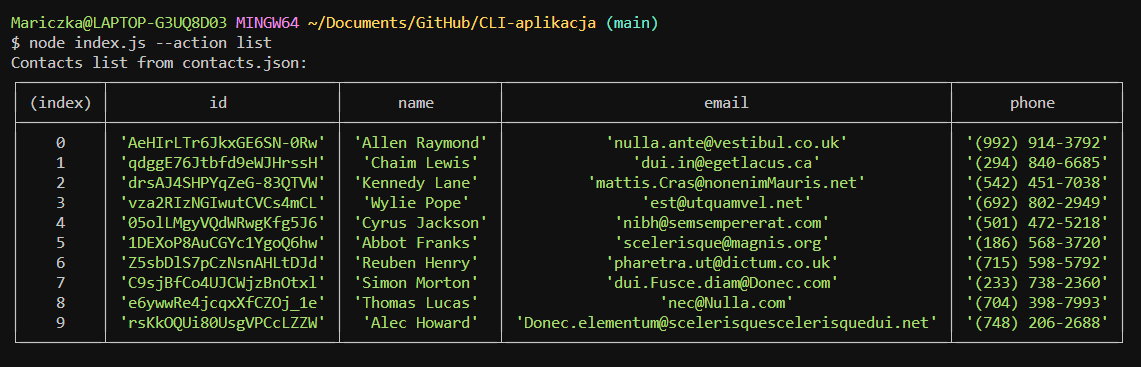 Mariczka@LAPTOP-G3UQ8D03 MINGW64 ~/Documents/GitHub/CLI-aplikacja (main)
$ node index.js --action list
Contacts list from contacts.json:
(index) id name email phone
0 'AeHIrLTr6JkxGE6SN-0Rw' 'Allen Raymond' 'nulla.ante@vestibul.co.uk' '(992) 914-3792'
1 'qdggE76Jtbfd9eWJHrssH' 'Chaim Lewis' 'dui.in@egetlacus.ca' '(294) 840-6685'
2 'drsAJ4SHPYqZeG-83QTVW' 'Kennedy Lane' 'mattis.Cras@nonenimMauris.net' '(542) 451-7038'
3 'vza2RIzNGIwutCVCs4mCL' 'Wylie Pope' 'est@utquamvel.net' '(692) 802-2949'
4 '05olLMgyVQdWRwgKfg5J6' 'Cyrus Jackson' 'nibh@semsempererat.com' '(501) 472-5218'
5 '1DEXoP8AuCGYc1YgoQ6hw' 'Abbot Franks' 'scelerisque@magnis.org' '(186) 568-3720'
6 'Z5sbDlS7pCzNsnAHLtDJd' 'Reuben Henry' 'pharetra.ut@dictum.co.uk' '(715) 598-5792'
7 'C9sjBfCo4UJCWjzBnOtxl' 'Simon Morton' 'dui.Fusce.diam@Donec.com' '(233) 738-2360'
8 'e6ywwRe4jcqxXfCZOj_1e' 'Thomas Lucas' 'nec@Nulla.com' '(704) 398-7993'
9 'rsKkOQUi80UsgVPCcLZZW' 'Alec Howard' 'Donec.elementum@scelerisquescelerisquedui.net' '(748) 206-2688'